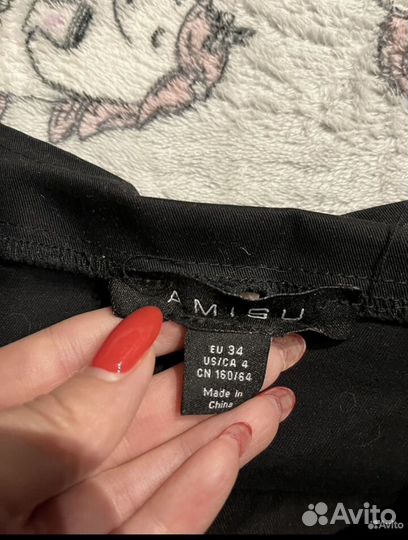 AMISU
EU 34
US/CA 4
CN 160/64
Made in
China
Avito